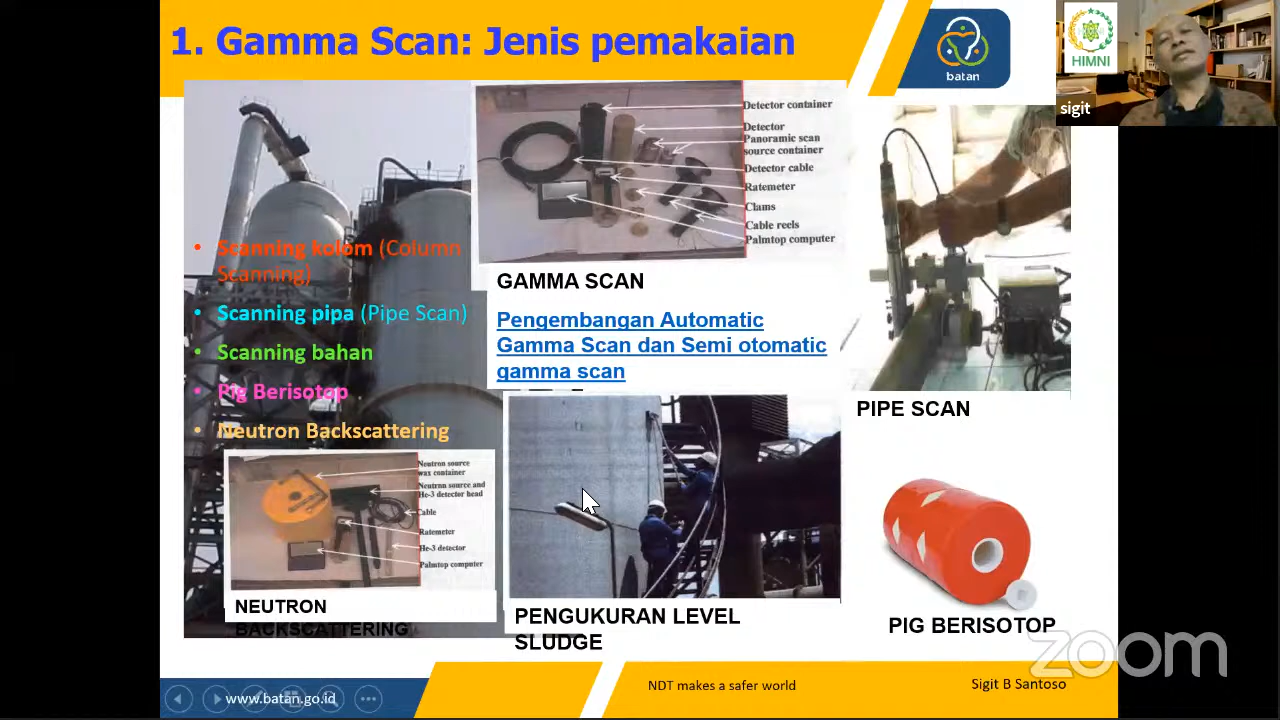 1. Gamma Scan: Jenis pemakaian
batan
HIMNI
sigit
Detector container
Detector
Panoramic scan
source container
Detector cable
Ratemeter
Clams
Cable reels
Palmtop computer
• Scanning kolom (Column
Scanning)
• Scanning pipa (Pipe Scan)
• Scanning bahan
• Pig Berisotop
• Neutron Backscattering
GAMMA SCAN
Pengembangan Automatic
Gamma Scan dan Semi otomatic
gamma scan
PIPE SCAN
Neutron source
wax container
Neutron source and
He-3 detector head
Cable
Ratemeter
He-3 detector
Palmtop computer
NEUTRON
BACKSCATTERING
PENGUKURAN LEVEL
SLUDGE
PIG BERISOTOP
zoom
www.batan.go.id
NDT makes a safer world
Sigit B Santoso